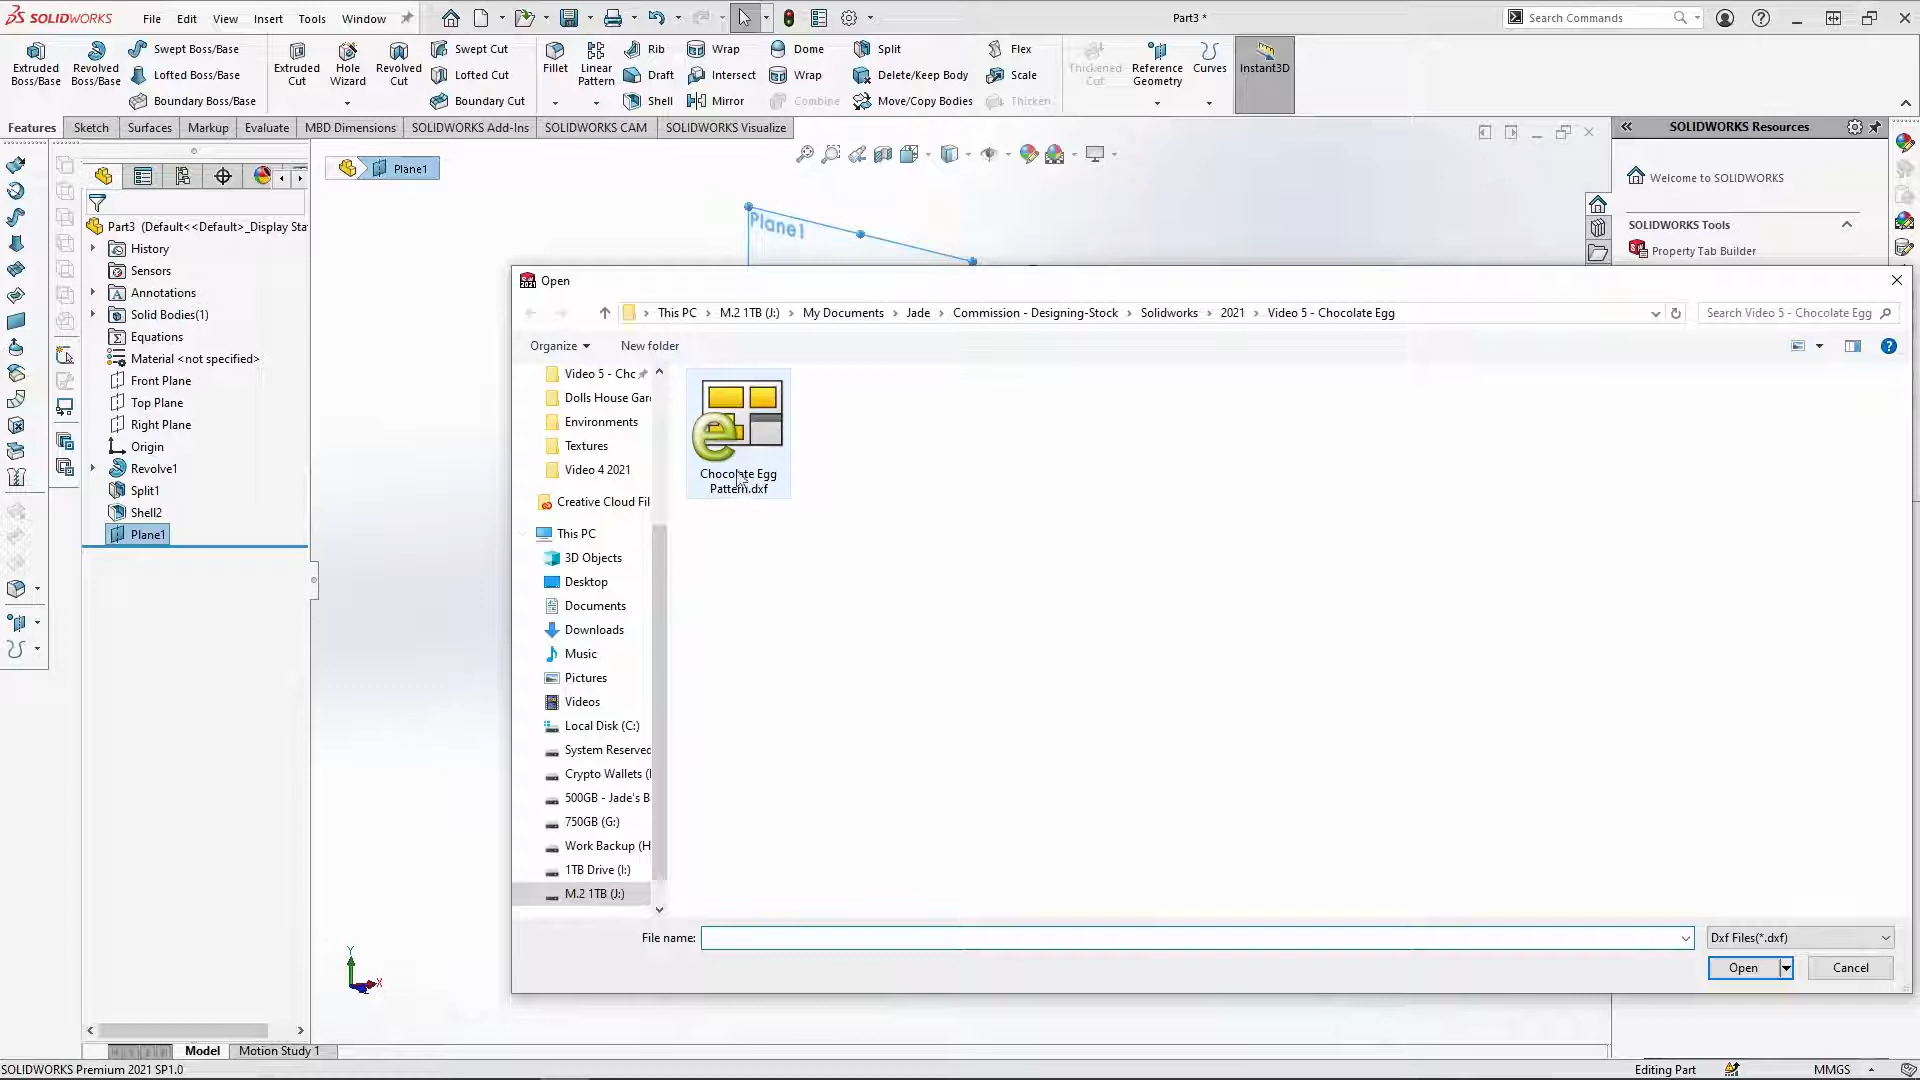 SOLIDWORKS File Edit View Insert Tools Window
Part3 *
Search Commands
Extruded Boss/Base
Revolved Boss/Base
Swept Boss/Base
Lofted Boss/Base
Boundary Boss/Base
Extruded Cut
Hole Wizard
Revolved Cut
Swept Cut
Lofted Cut
Boundary Cut
Fillet
Linear Pattern
Rib
Draft
Shell
Wrap
Intersect
Mirror
Dome
Wrap
Combine
Split
Delete/Keep Body
Move/Copy Bodies
Flex
Scale
Thicken
Thickened Cut
Reference Geometry
Curves
Instant3D
Features Sketch Surfaces Markup Evaluate MBD Dimensions SOLIDWORKS Add-Ins SOLIDWORKS CAM SOLIDWORKS Visualize
Part3 (Default<<Default>_Display Sta
History
Sensors
Annotations
Solid Bodies(1)
Equations
Material <not specified>
Front Plane
Top Plane
Right Plane
Origin
Revolve1
Split1
Shell2
Plane1
Plane1
Plane1
SOLIDWORKS Resources
Welcome to SOLIDWORKS
SOLIDWORKS Tools
Property Tab Builder
Open
This PC › M.2 1TB (J:) › My Documents › Jade › Commission - Designing-Stock › Solidworks › 2021 › Video 5 - Chocolate Egg
Search Video 5 - Chocolate Egg
Organize New folder
Video 5 - Chc
Dolls House Gar
Environments
Textures
Video 4 2021
Creative Cloud Fil
This PC
3D Objects
Desktop
Documents
Downloads
Music
Pictures
Videos
Local Disk (C:)
System Reserved
Crypto Wallets (
500GB - Jade's B
750GB (G:)
Work Backup (H
1TB Drive (I:)
M.2 1TB (J:)
Chocolate Egg
Pattern.dxf
File name:
Dxf Files(*.dxf)
Open Cancel
Y
X
Z
Model Motion Study 1
SOLIDWORKS Premium 2021 SP1.0
Editing Part MMGS